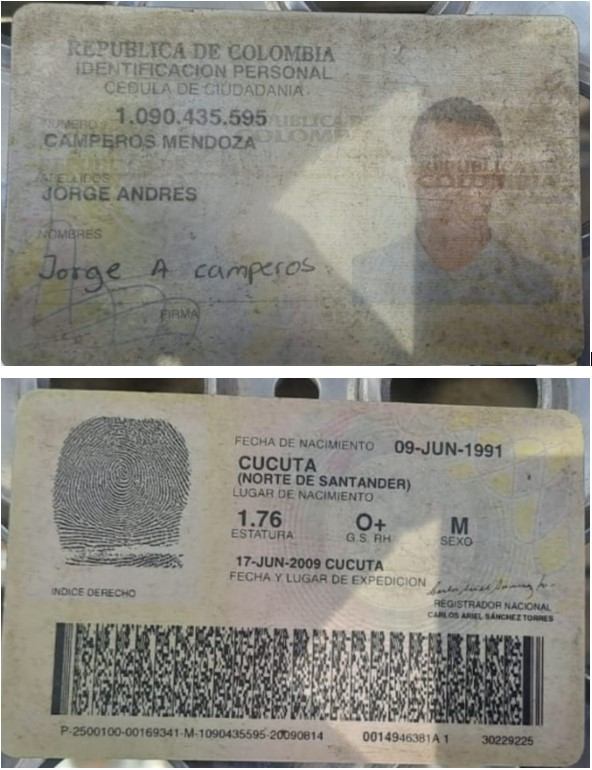 REPUBLICA DE COLOMBIA
IDENTIFICACION PERSONAL
CEDULA DE CIUDADANIA
NUMERO 1.090.435.595
CAMPEROS MENDOZA
APELLIDOS
JORGE ANDRES
NOMBRES
Jorge A camperos
FIRMA
REPUBLICA
COLOMBIA
FECHA DE NACIMIENTO 09-JUN-1991
CUCUTA
(NORTE DE SANTANDER)
LUGAR DE NACIMIENTO
1.76 O+ M
ESTATURA G.S. RH SEXO
17-JUN-2009 CUCUTA
FECHA Y LUGAR DE EXPEDICION
INDICE DERECHO
REGISTRADOR NACIONAL
CARLOS ARIEL SÁNCHEZ TORRES
P-2500100-00169341-M-1090435595-20090814 0014946381A 1 30229225